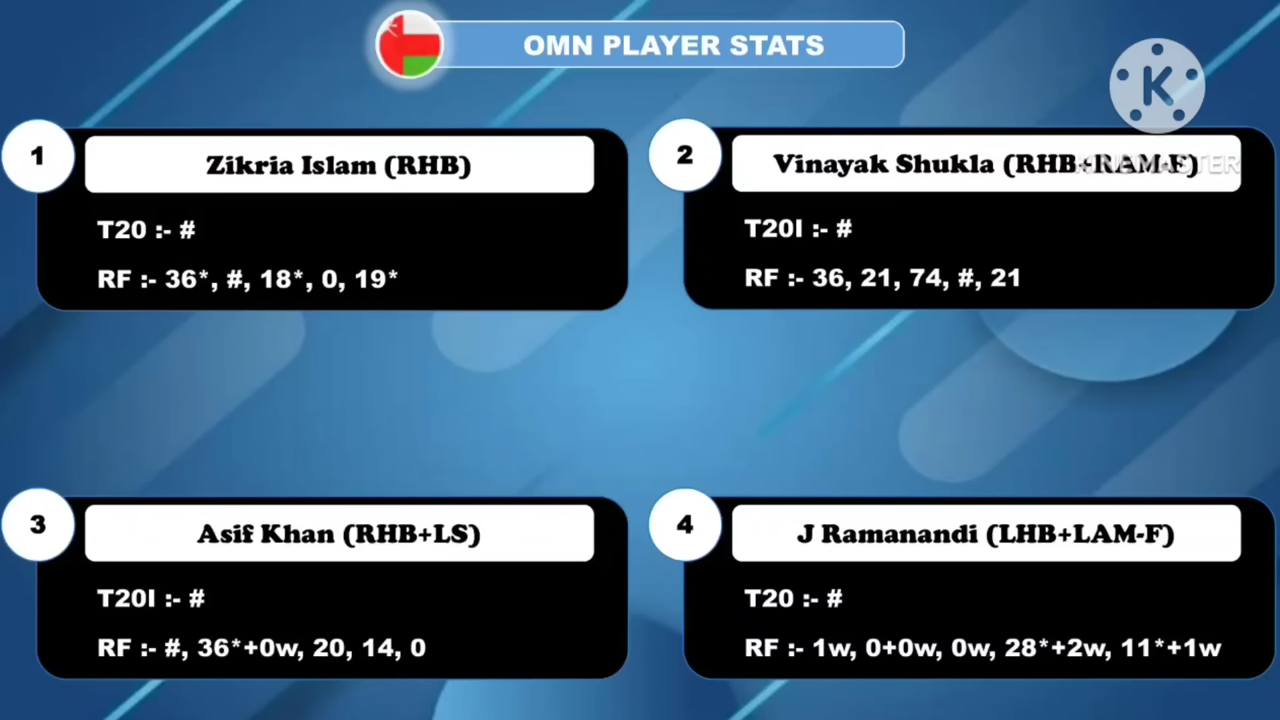 OMN PLAYER STATS
K
1
Zikria Islam (RHB)
T20 :- #
RF :- 36*, #, 18*, 0, 19*
2
Vinayak Shukla (RHB+RAM-F)
T20I :- #
RF :- 36, 21, 74, #, 21
3
Asif Khan (RHB+LS)
T20I :- #
RF :- #, 36*+0w, 20, 14, 0
4
J Ramanandi (LHB+LAM-F)
T20 :- #
RF :- 1w, 0+0w, 0w, 28*+2w, 11*+1w